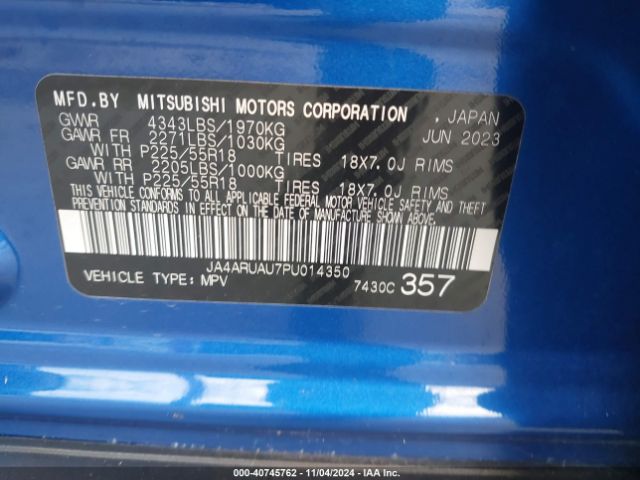 MFD.BY MITSUBISHI MOTORS CORPORATION . JAPAN
GVWR 4343LBS/1970KG JUN 2023
GAWR FR 2271LBS/1030KG
WITH P225/55R18 TIRES 18X7.0J RIMS
GAWR RR 2205LBS/1000KG
WITH P225/55R18 TIRES 18X7.0J RIMS
THIS VEHICLE CONFORMS TO ALL APPLICABLE FEDERAL MOTOR VEHICLE SAFETY AND THEFT
PREVENTION STANDARDS IN EFFECT ON THE DATE OF MANUFACTURE SHOWN ABOVE.
JA4ARUAU7PU014350
VEHICLE TYPE: MPV 7430C 357
000-40745762 - 11/04/2024 - IAA Inc.